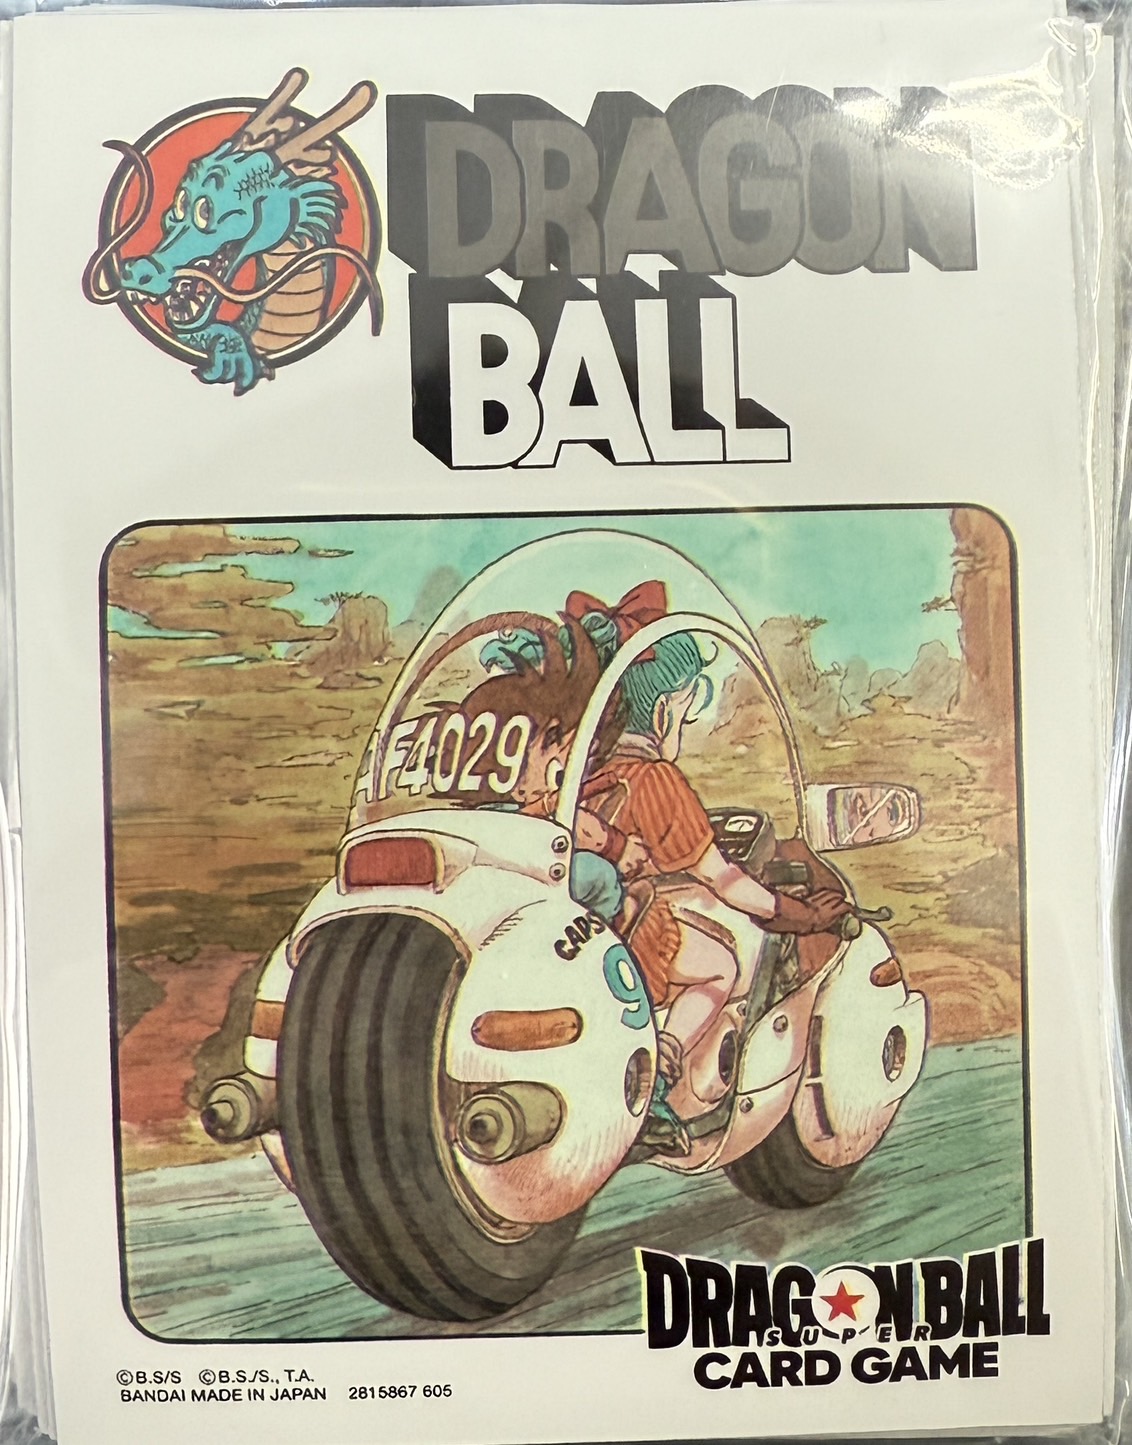 DRAGON
BALL
AF4029
CAPS
9
DRAGON BALL
SUPER
CARD GAME
©B.S/S ©B.S./S., T.A.
BANDAI MADE IN JAPAN 2815867 605